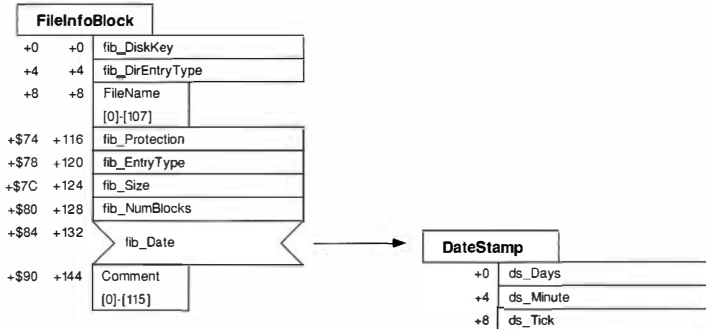 FileInfoBlock
+0 +0 fib_DiskKey
+4 +4 fib_DirEntryType
+8 +8 FileName
[0]-[107]
+$74 +116 fib_Protection
+$78 +120 fib_EntryType
+$7C +124 fib_Size
+$80 +128 fib_NumBlocks
+$84 +132 fib_Date
+$90 +144 Comment
[0]-[115]
DateStamp
+0 ds_Days
+4 ds_Minute
+8 ds_Tick